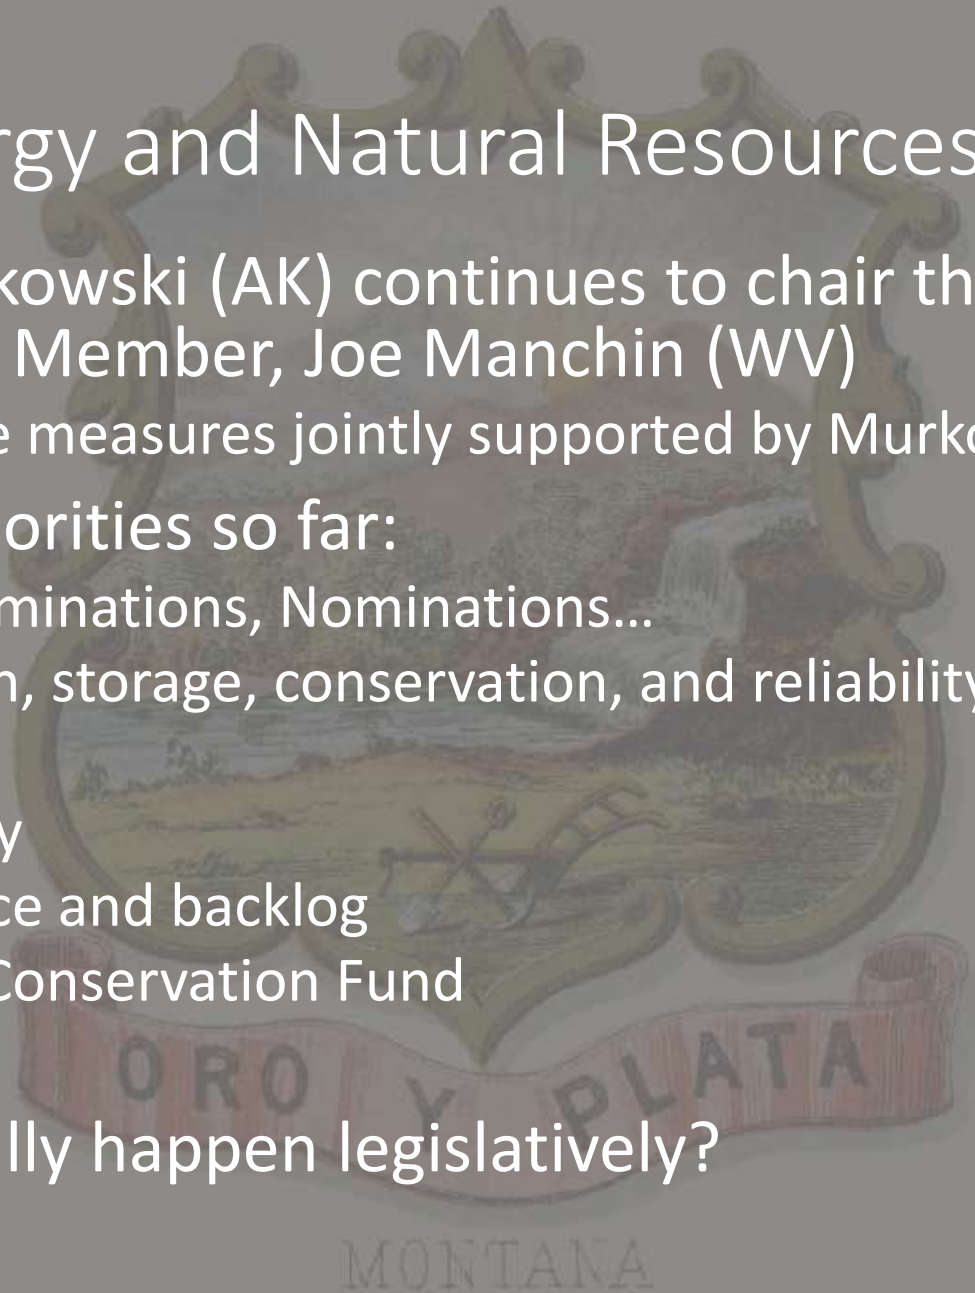 rgy and Natural Resources
kowski (AK) continues to chair th
Member, Joe Manchin (WV)
e measures jointly supported by Murko
orities so far:
minations, Nominations…
n, storage, conservation, and reliability
y
ce and backlog
Conservation Fund
ORO Y PLATA
lly happen legislatively?
MONTANA